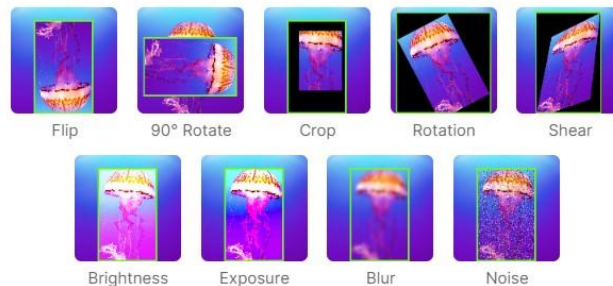 Flip
90° Rotate
Crop
Rotation
Shear
Brightness
Exposure
Blur
Noise